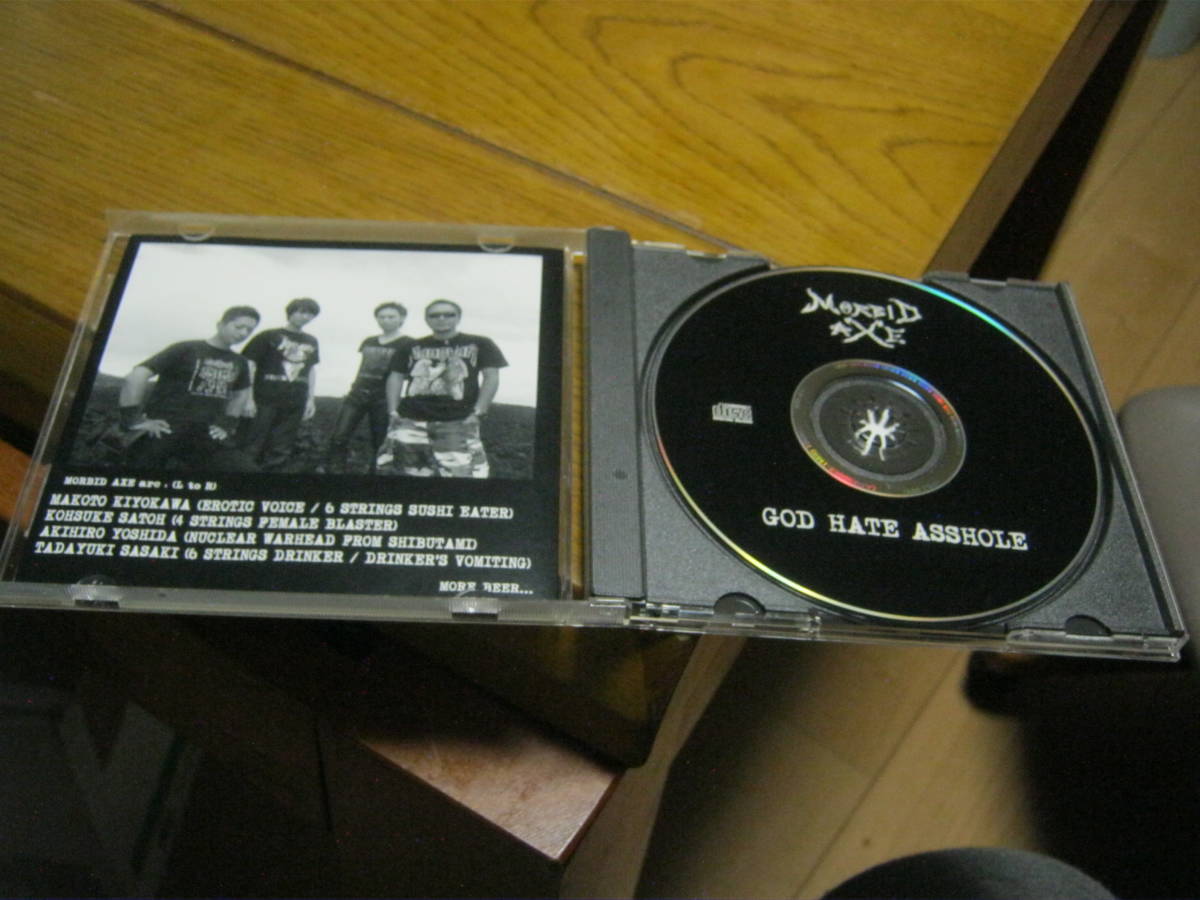 MORBID AXE are . (L to R)
MAKOTO KIYOKAWA (EROTIC VOICE / 6 STRINGS SUSHI EATER)
KOHSUKE SATOH (4 STRINGS FEMALE BLASTER)
AKIHIRO YOSHIDA (NUCLEAR WARHEAD FROM SHIBUTAMI)
TADAYUKI SASAKI (6 STRINGS DRINKER / DRINKER'S VOMITING)
MORE BEER...
MORBID
AXE
GOD HATE ASSHOLE